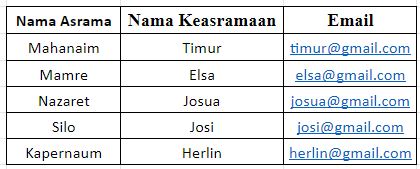 Nama Asrama Nama Keasramaan Email
Mahanaim Timur timur@gmail.com
Mamre Elsa elsa@gmail.com
Nazaret Josua josua@gmail.com
Silo Josi josi@gmail.com
Kapernaum Herlin herlin@gmail.com